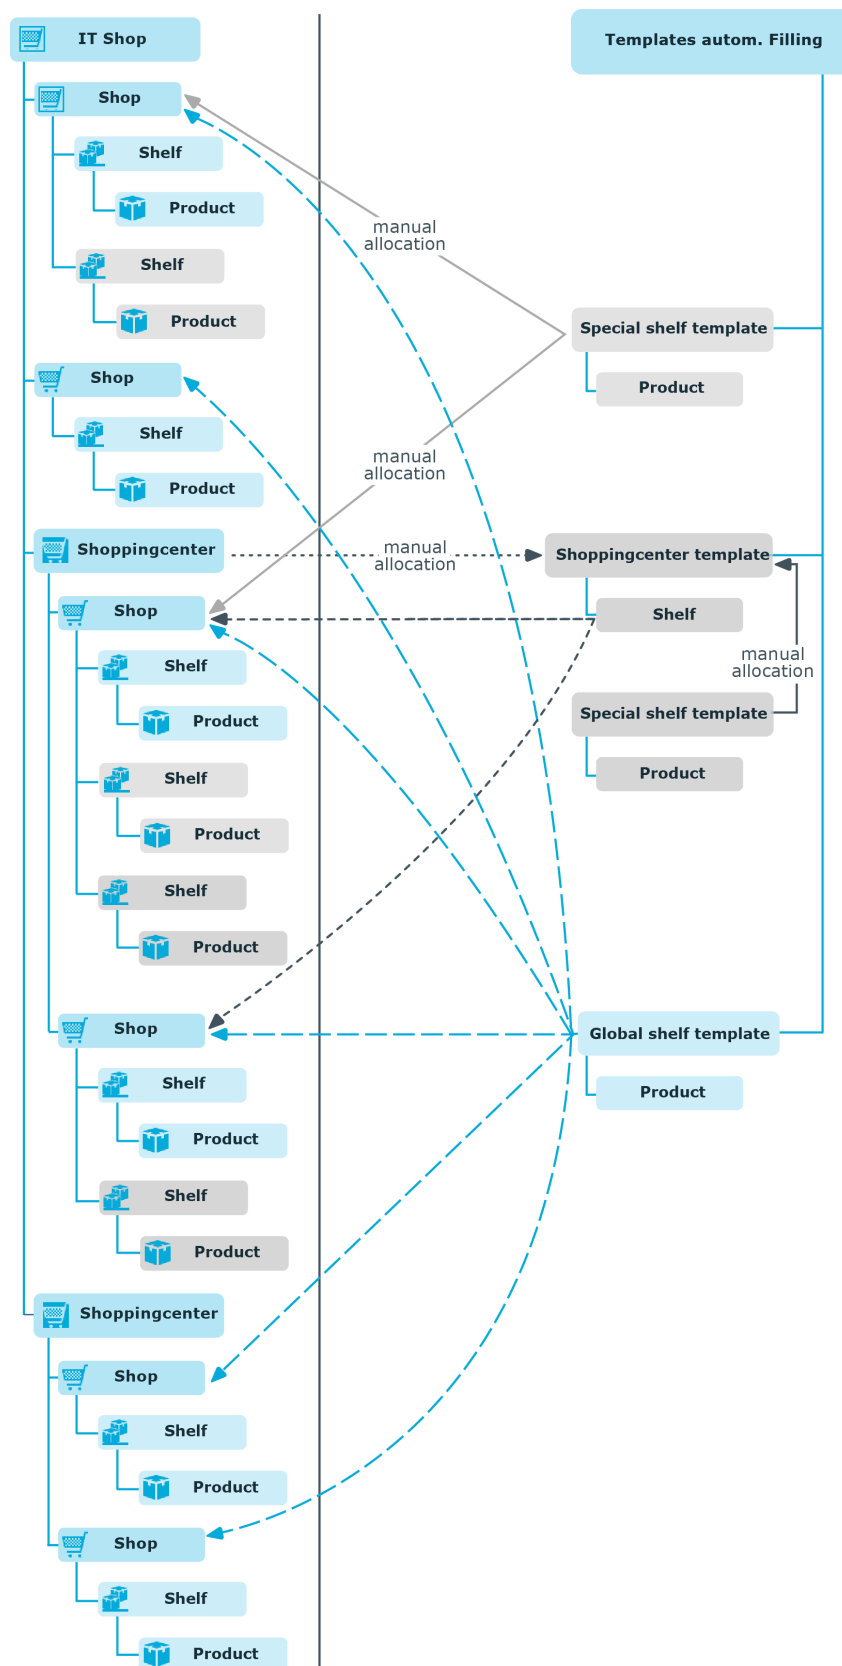 IT Shop
Templates autom. Filling
Shop
Shelf
Product
manual
allocation
Shelf
Product
Special shelf template
Shop
Product
Shelf
manual
allocation
Product
Shoppingcenter
manual
allocation
Shoppingcenter template
Shop
Shelf
manual
allocation
Shelf
Product
Special shelf template
Shelf
Product
Product
Shelf
Product
Shop
Global shelf template
Shelf
Product
Product
Shelf
Product
Shoppingcenter
Shop
Shelf
Product
Shop
Shelf
Product